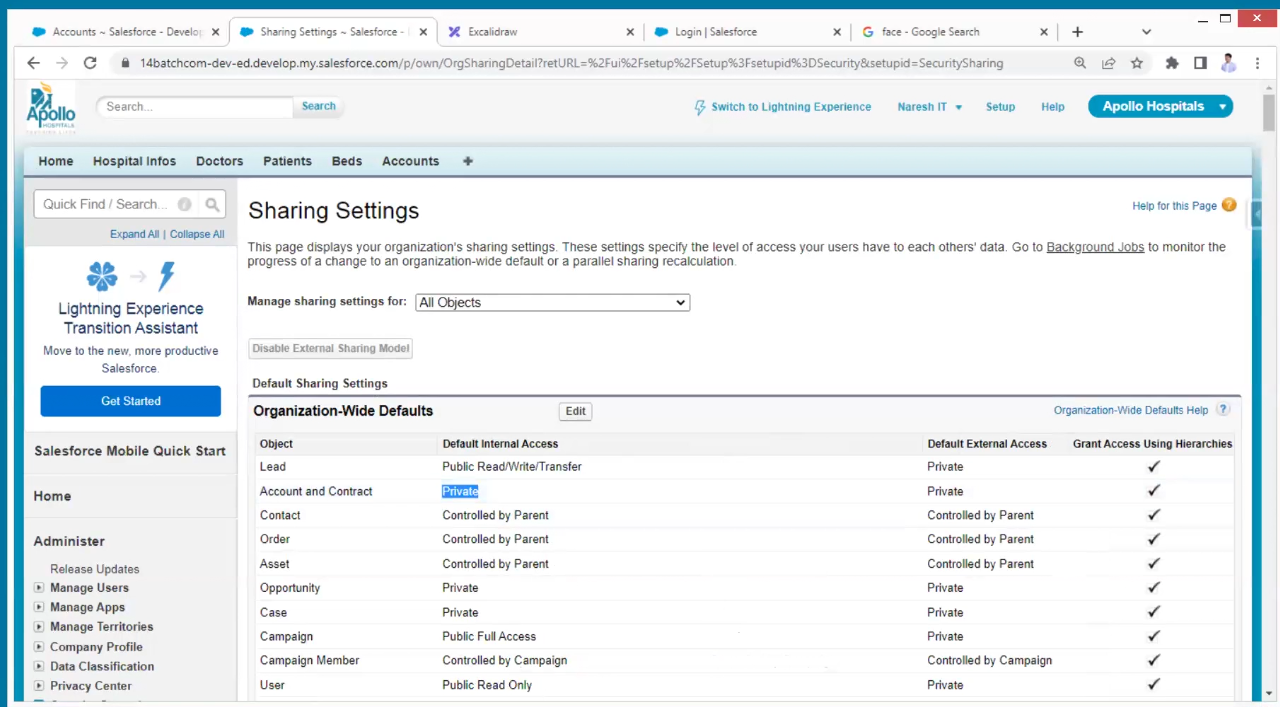 Accounts ~ Salesforce - Develop
Sharing Settings ~ Salesforce -
Excalidraw
Login | Salesforce
face - Google Search
14batchcom-dev-ed.develop.my.salesforce.com/p/own/OrgSharingDetail?retURL=%2Fui%2Fsetup%2FSetup%3Fsetupid%3DSecurity&setupid=SecuritySharing
Apollo
HOSPITALS
Search...
Search
Switch to Lightning Experience
Naresh IT
Setup
Help
Apollo Hospitals
Home
Hospital Infos
Doctors
Patients
Beds
Accounts
Quick Find / Search...
Expand All | Collapse All
Lightning Experience
Transition Assistant
Move to the new, more productive
Salesforce.
Get Started
Salesforce Mobile Quick Start
Home
Administer
Release Updates
Manage Users
Manage Apps
Manage Territories
Company Profile
Data Classification
Privacy Center
Sharing Settings
Help for this Page ?
This page displays your organization's sharing settings. These settings specify the level of access your users have to each others' data. Go to Background Jobs to monitor the
progress of a change to an organization-wide default or a parallel sharing recalculation.
Manage sharing settings for: All Objects
Disable External Sharing Model
Default Sharing Settings
Organization-Wide Defaults Edit Organization-Wide Defaults Help ?
Object Default Internal Access Default External Access Grant Access Using Hierarchies
Lead Public Read/Write/Transfer Private ✓
Account and Contract Private Private ✓
Contact Controlled by Parent Controlled by Parent ✓
Order Controlled by Parent Controlled by Parent ✓
Asset Controlled by Parent Controlled by Parent ✓
Opportunity Private Private ✓
Case Private Private ✓
Campaign Public Full Access Private ✓
Campaign Member Controlled by Campaign Controlled by Campaign ✓
User Public Read Only Private ✓